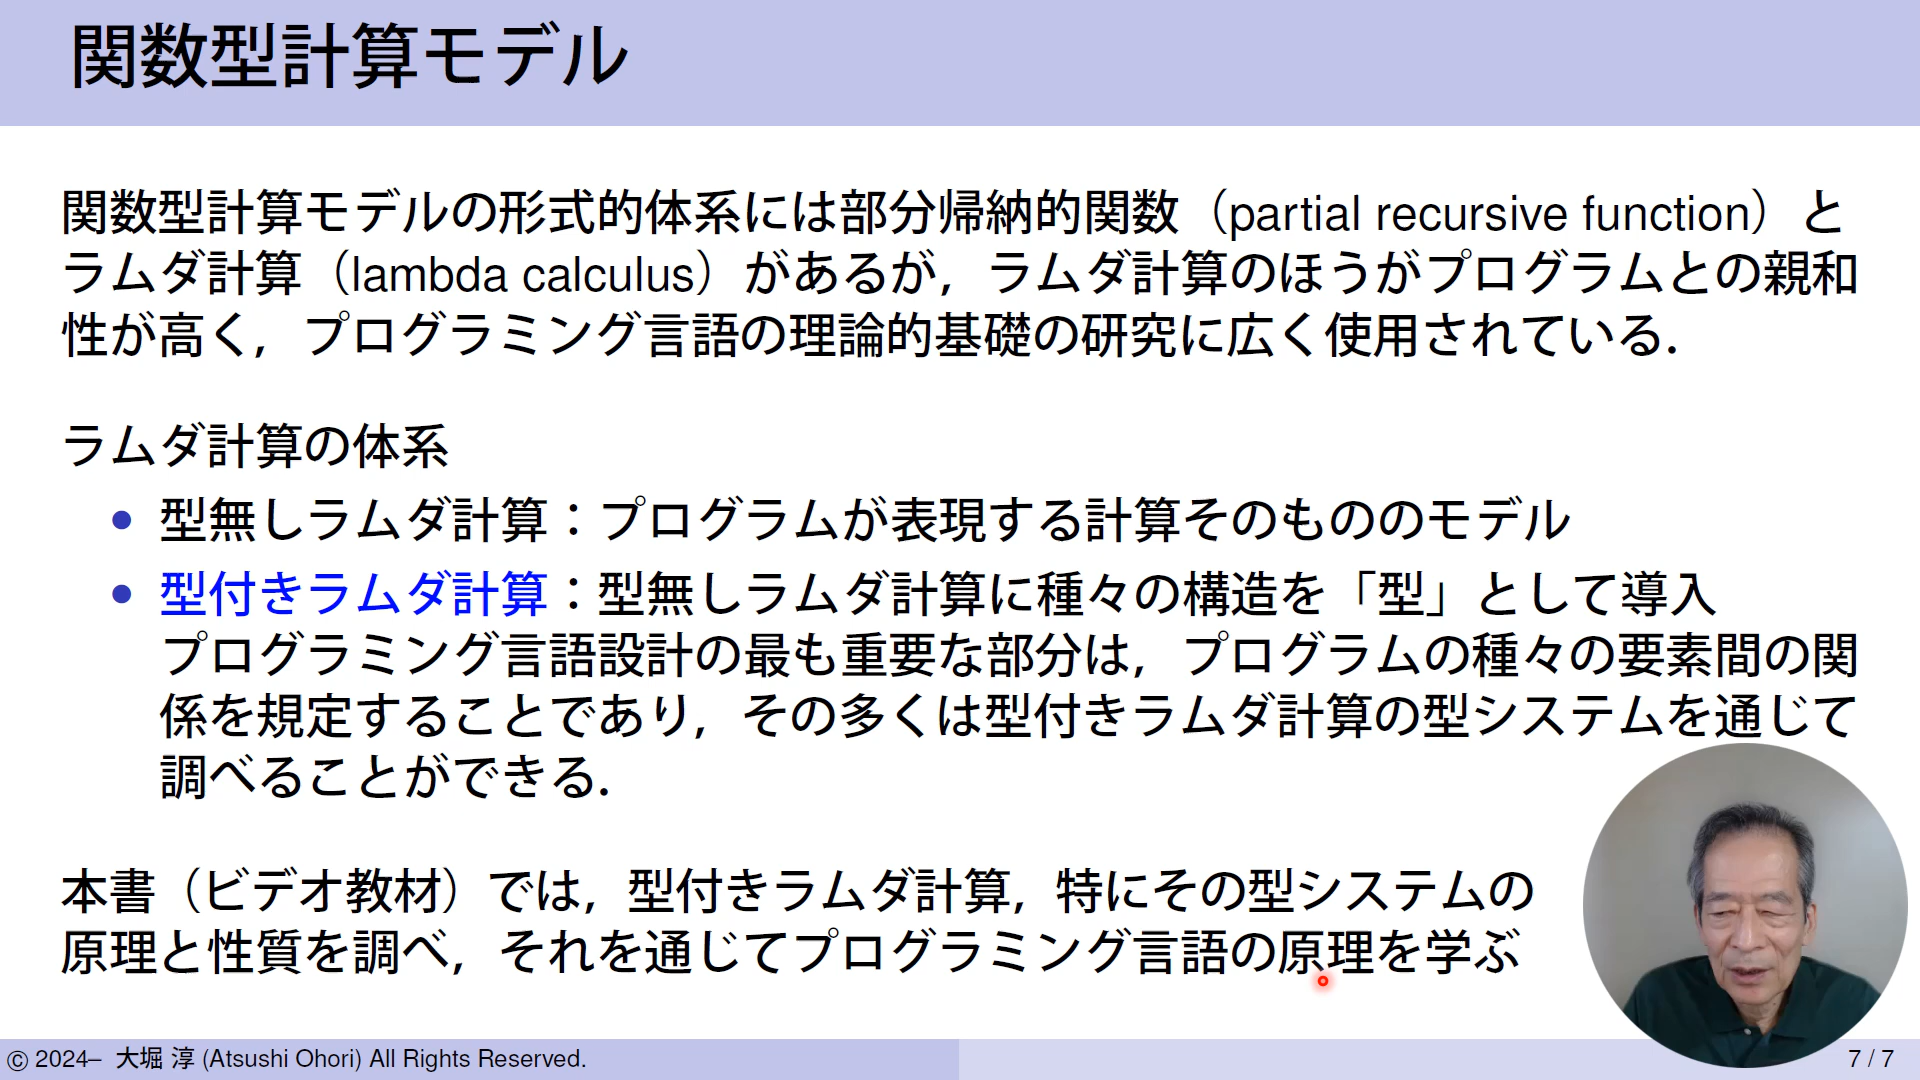 関数型計算モデル
関数型計算モデルの形式的体系には部分帰納的関数（partial recursive function）と
ラムダ計算（lambda calculus）があるが，ラムダ計算のほうがプログラムとの親和
性が高く，プログラミング言語の理論的基礎の研究に広く使用されている．
ラムダ計算の体系
• 型無しラムダ計算：プログラムが表現する計算そのもののモデル
• 型付きラムダ計算：型無しラムダ計算に種々の構造を「型」として導入
プログラミング言語設計の最も重要な部分は，プログラムの種々の要素間の関
係を規定することであり，その多くは型付きラムダ計算の型システムを通じて
調べることができる．
本書（ビデオ教材）では，型付きラムダ計算，特にその型システムの
原理と性質を調べ，それを通じてプログラミング言語の原理を学ぶ
© 2024– 大堀 淳 (Atsushi Ohori) All Rights Reserved.
7 / 7